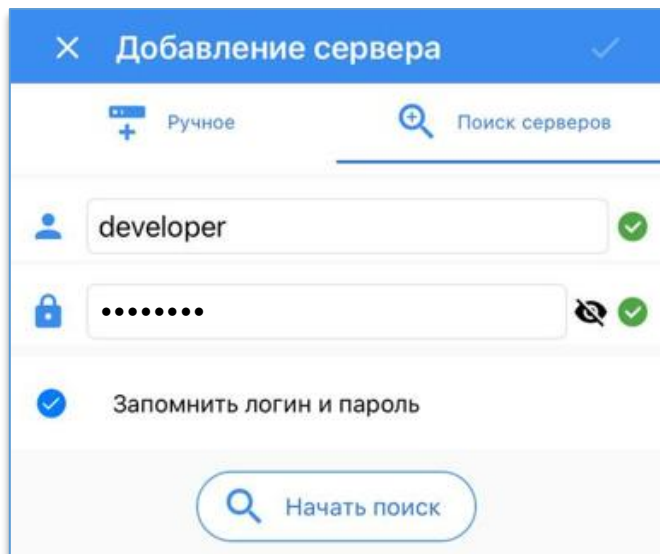 Добавление сервера
Ручное
Поиск серверов
developer
••••••••
Запомнить логин и пароль
Начать поиск